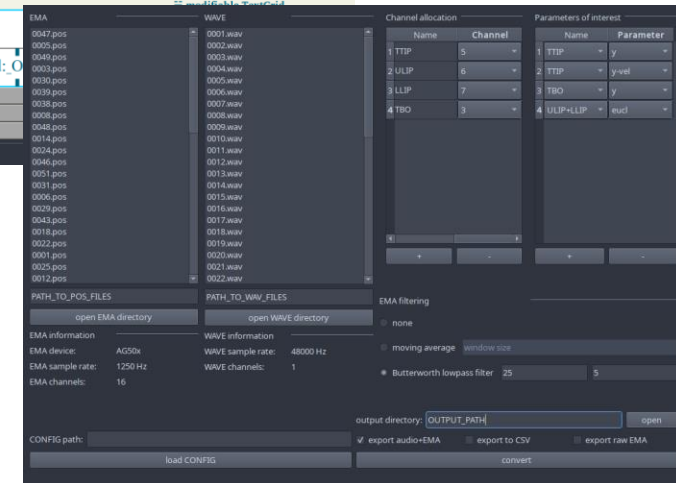 modifiable TextGrid
EMA
0047.pos
0005.pos
0049.pos
0003.pos
0030.pos
0039.pos
0038.pos
0008.pos
0048.pos
0014.pos
0024.pos
0046.pos
0051.pos
0031.pos
0006.pos
0029.pos
0043.pos
0018.pos
0022.pos
0001.pos
0025.pos
0012.pos
PATH_TO_POS_FILES
open EMA directory
WAVE
0001.wav
0002.wav
0003.wav
0004.wav
0005.wav
0006.wav
0007.wav
0008.wav
0009.wav
0010.wav
0011.wav
0012.wav
0013.wav
0014.wav
0015.wav
0016.wav
0017.wav
0018.wav
0019.wav
0020.wav
0021.wav
0022.wav
PATH_TO_WAV_FILES
open WAVE directory
Channel allocation
Name Channel
1 TTIP 5
2 ULIP 6
3 LLIP 7
4 TBO 3
+ -
Parameters of interest
Name Parameter
1 TTIP y
2 TTIP y-vel
3 TBO y
4 ULIP+LLIP eucl
+ -
EMA information
EMA device: AG50x
EMA sample rate: 1250 Hz
EMA channels: 16
WAVE information
WAVE sample rate: 48000 Hz
WAVE channels: 1
EMA filtering
none
moving average window size
Butterworth lowpass filter 25 5
output directory: OUTPUT_PATH open
CONFIG path:
export audio+EMA export to CSV export raw EMA
load CONFIG convert